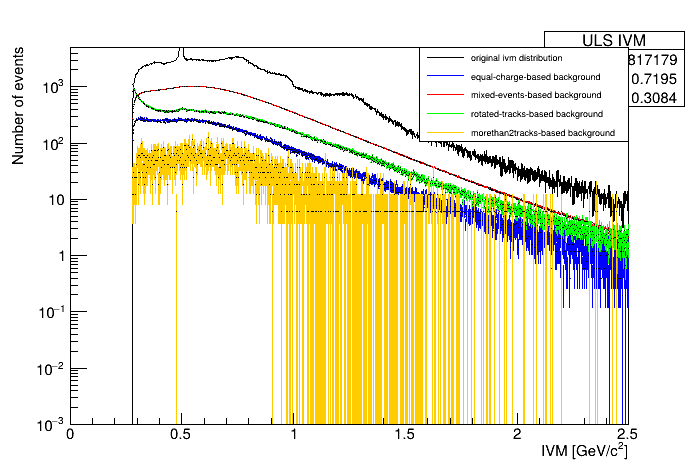 ULS IVM
817179
0.7195
0.3084
original ivm distribution
equal-charge-based background
mixed-events-based background
rotated-tracks-based background
morethan2tracks-based background
Number of events
10³
10²
10
1
10⁻¹
10⁻²
10⁻³
0 0.5 1 1.5 2 2.5
IVM [GeV/c²]